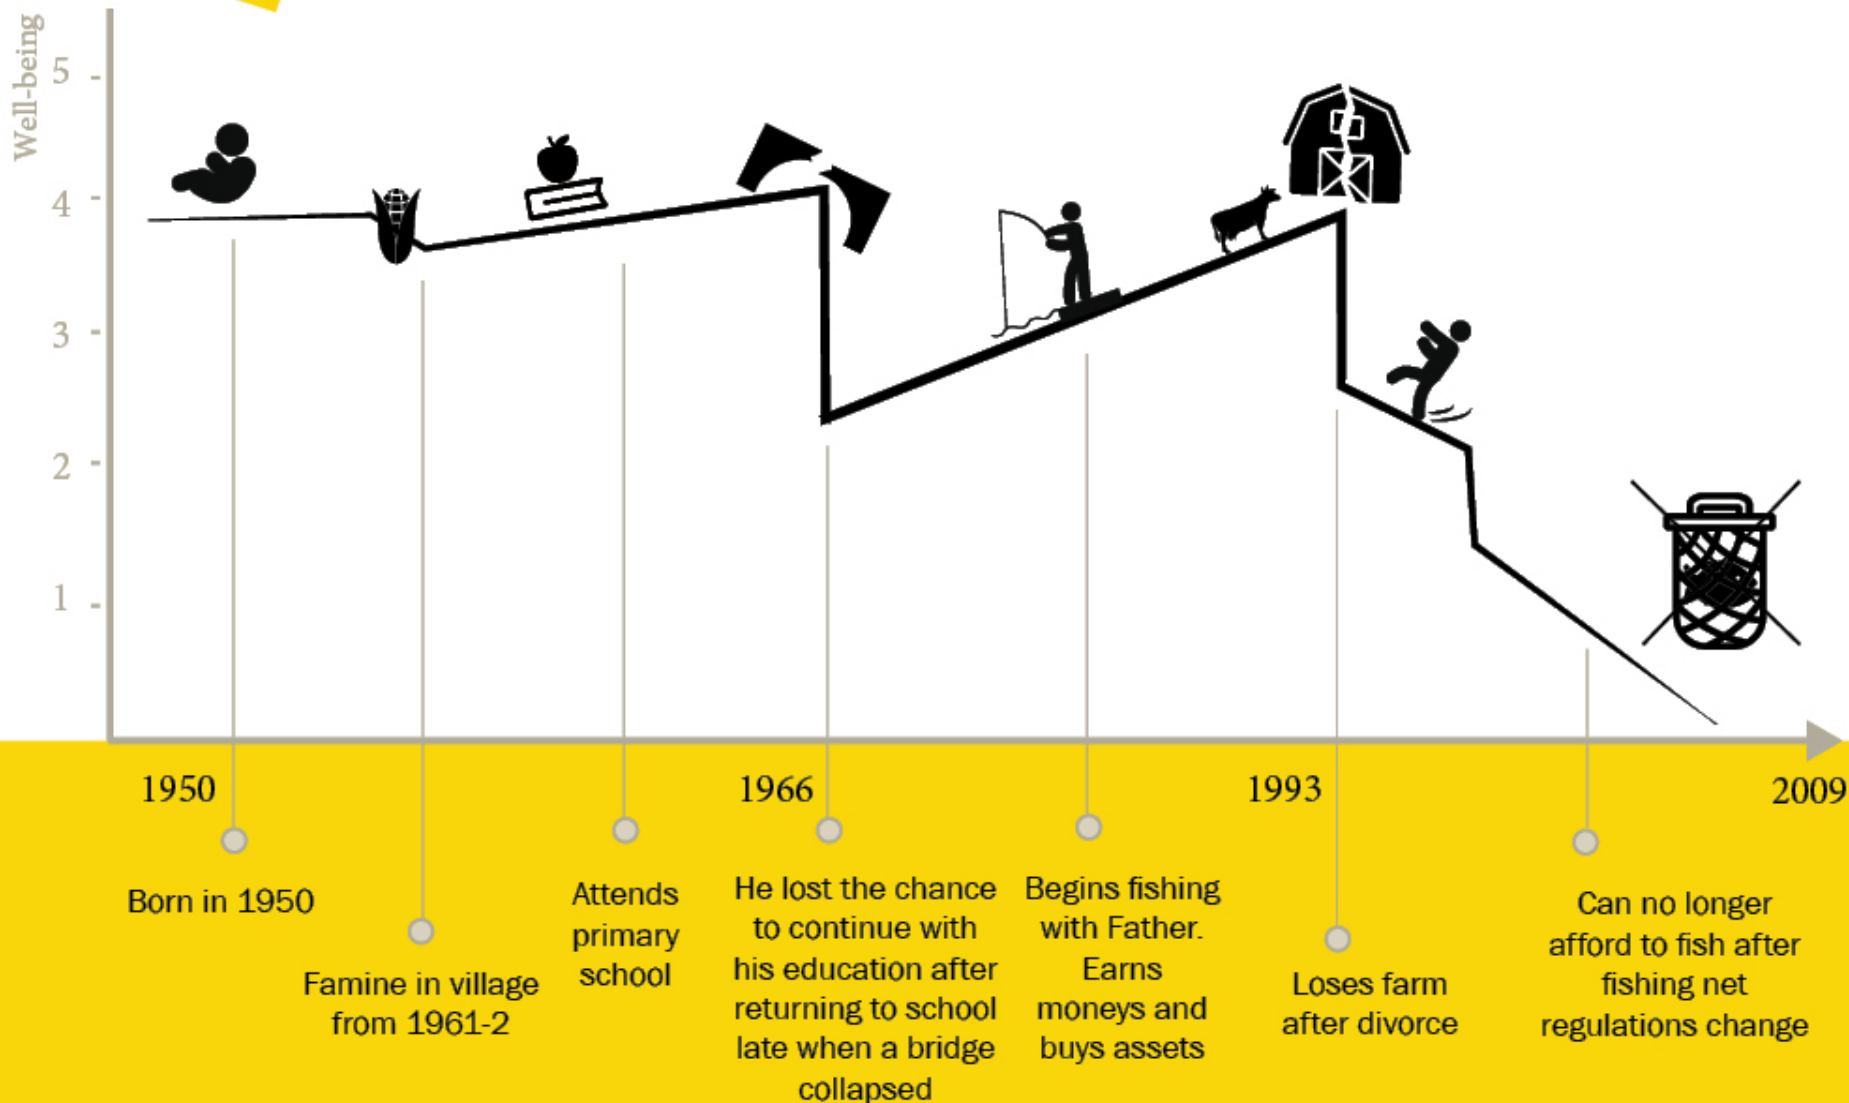 Well-being
5
4
3
2
1
1950
1966
1993
2009
Born in 1950
Famine in village
from 1961-2
Attends
primary
school
He lost the chance
to continue with
his education after
returning to school
late when a bridge
collapsed
Begins fishing
with Father.
Earns
moneys and
buys assets
Loses farm
after divorce
Can no longer
afford to fish after
fishing net
regulations change